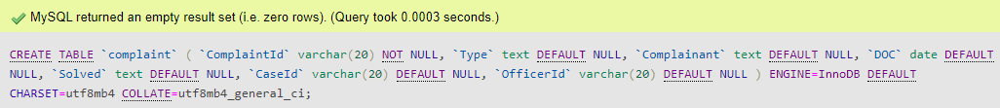 MySQL returned an empty result set (i.e. zero rows). (Query took 0.0003 seconds.)
CREATE TABLE `complaint` ( `ComplaintId` varchar(20) NOT NULL, `Type` text DEFAULT NULL, `Complainant` text DEFAULT NULL, `DOC` date DEFAULT
NULL, `Solved` text DEFAULT NULL, `CaseId` varchar(20) DEFAULT NULL, `OfficerId` varchar(20) DEFAULT NULL ) ENGINE=InnoDB DEFAULT
CHARSET=utf8mb4 COLLATE=utf8mb4_general_ci;